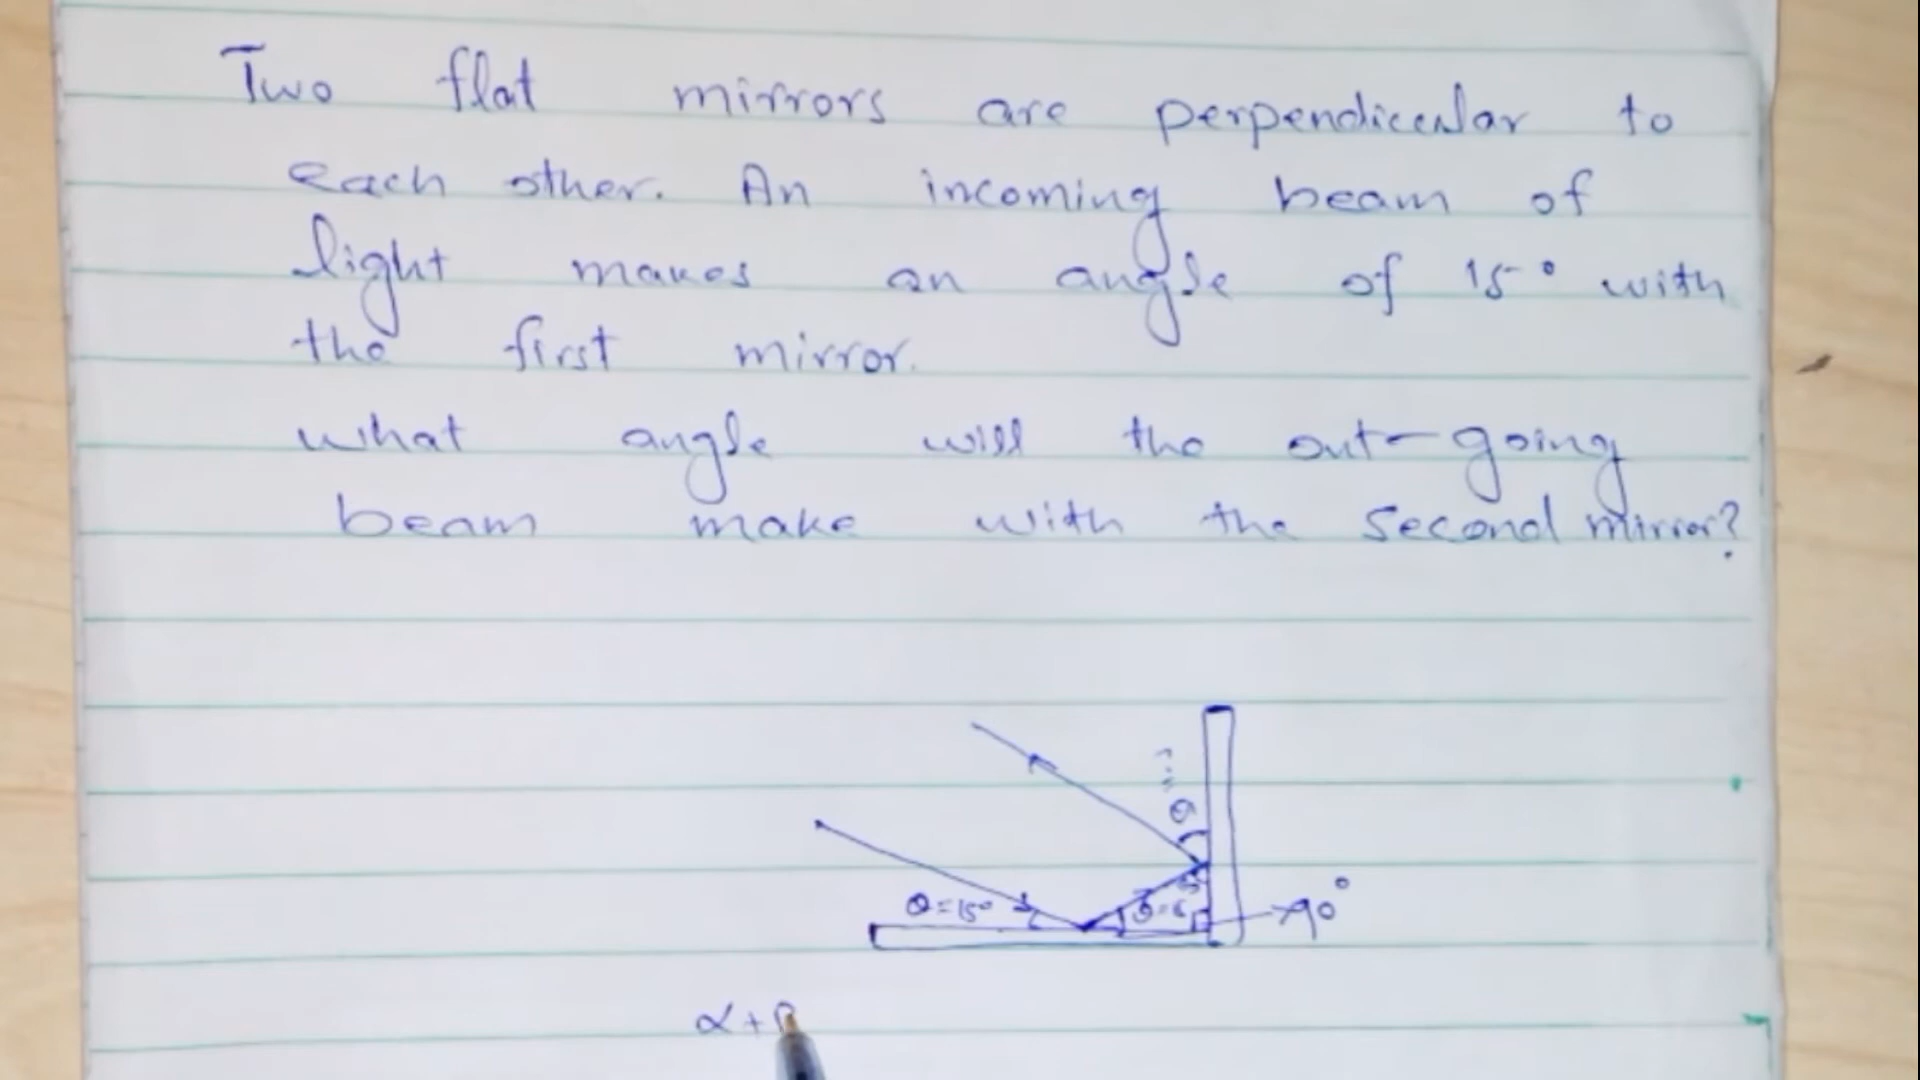 Two flat mirrors are perpendicular to
each other. An incoming beam of
light makes an angle of 15° with
the first mirror.
what angle will the out-going
beam make with the second mirror?
θ=15°
90°
α+